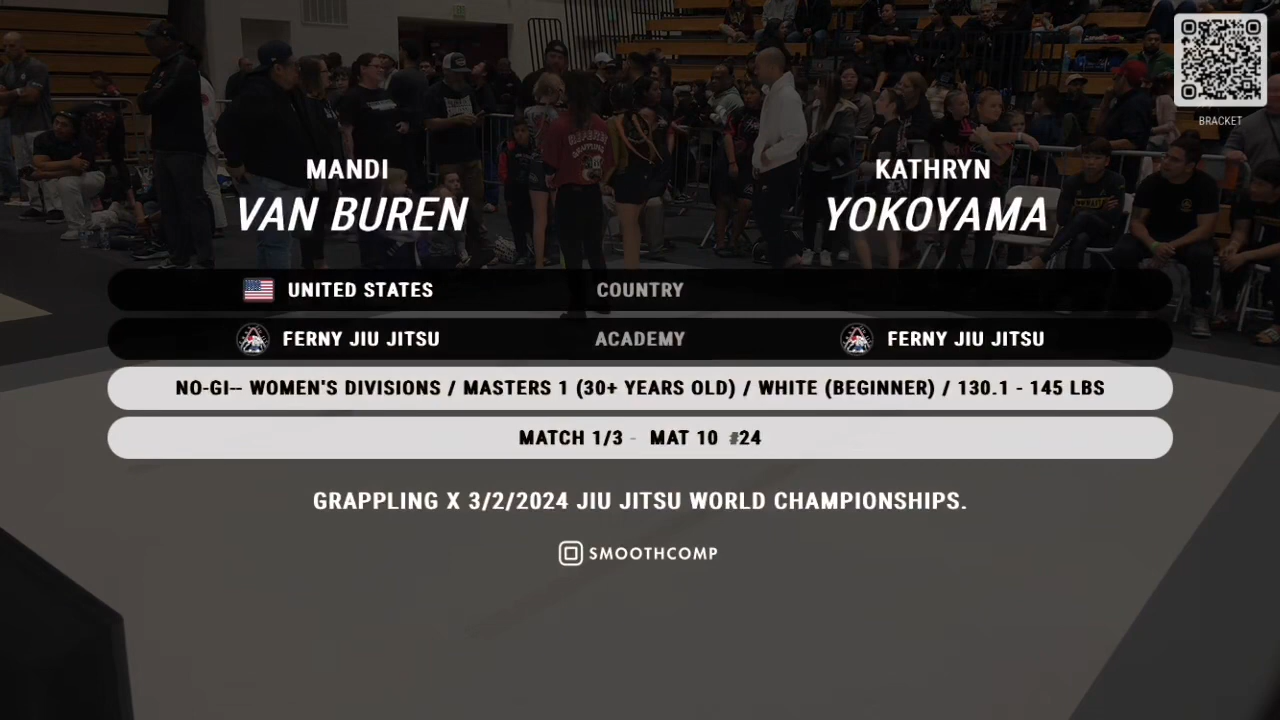 BRACKET
MANDI
VAN BUREN
KATHRYN
YOKOYAMA
UNITED STATES COUNTRY
FERNY JIU JITSU ACADEMY FERNY JIU JITSU
NO-GI-- WOMEN'S DIVISIONS / MASTERS 1 (30+ YEARS OLD) / WHITE (BEGINNER) / 130.1 - 145 LBS
MATCH 1/3 - MAT 10 #24
GRAPPLING X 3/2/2024 JIU JITSU WORLD CHAMPIONSHIPS.
SMOOTHCOMP